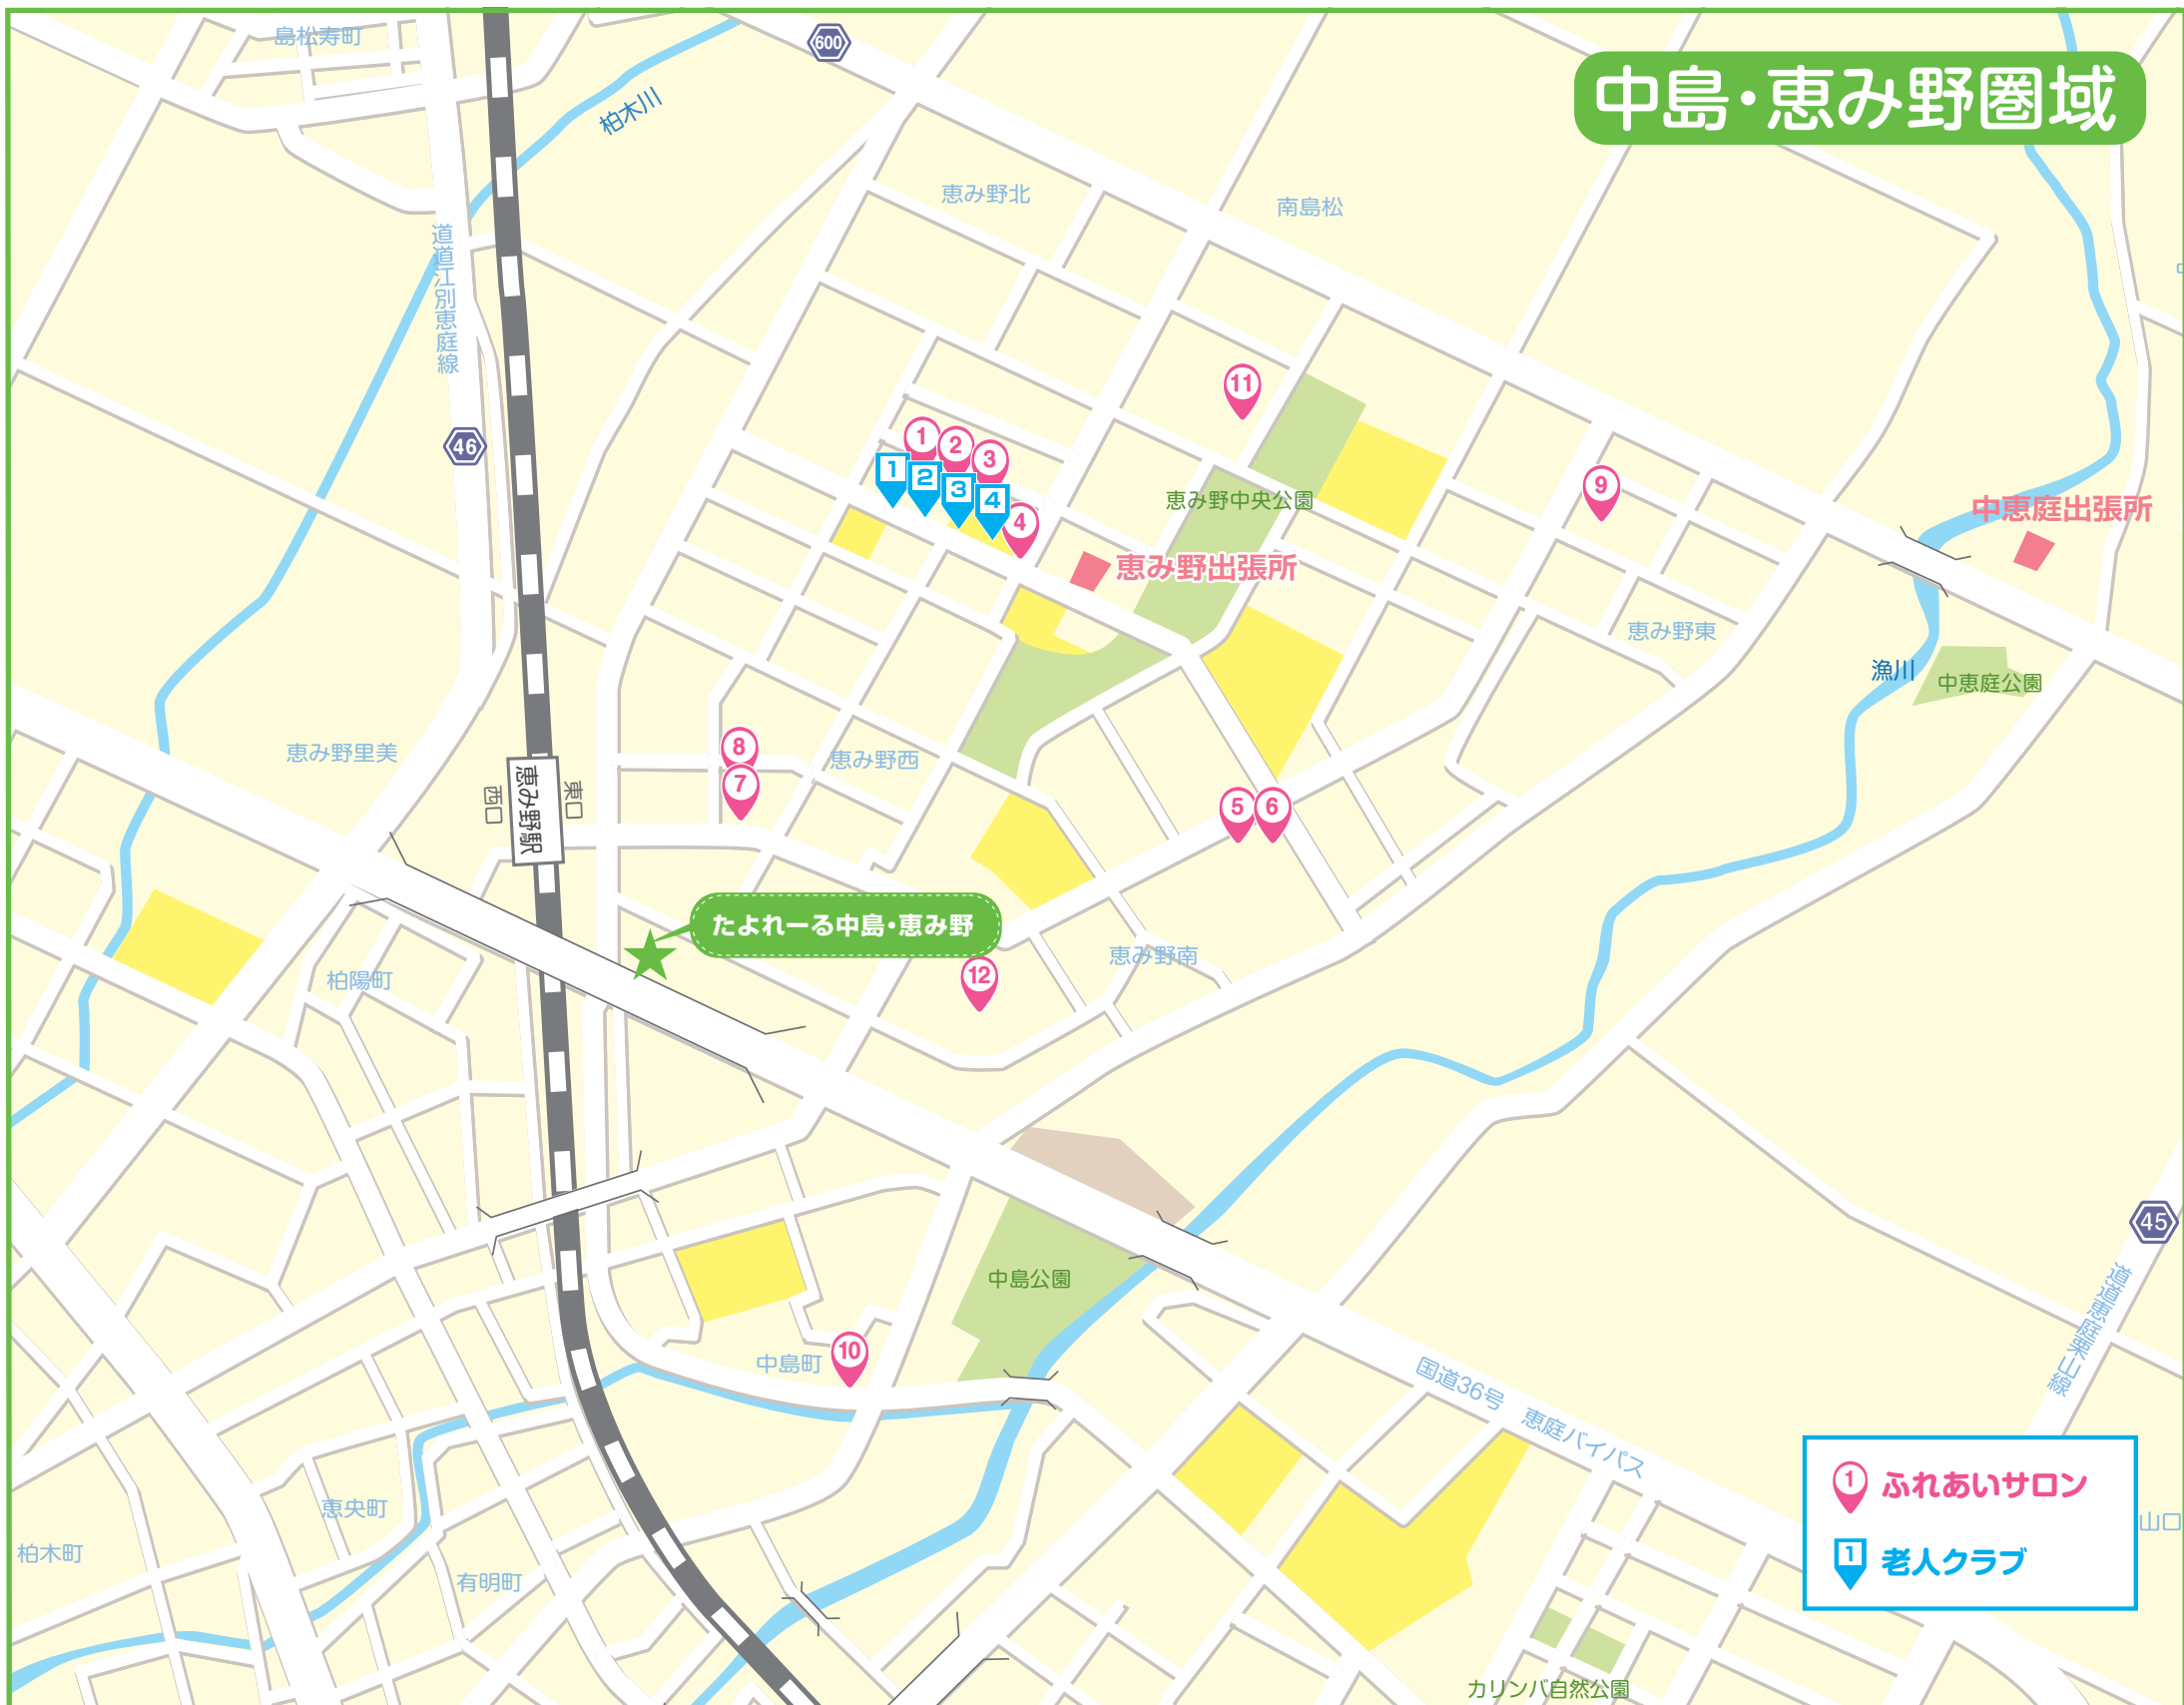 中島・恵み野圏域
島松寿町
600
柏木川
恵み野北
南島松
道道江別恵庭線
46
11
1
2
3
1
2
3
4
4
9
恵み野中央公園
中恵庭出張所
恵み野出張所
恵み野東
漁川
中恵庭公園
恵み野里美
8
7
恵み野西
恵み野駅
東口
西口
5
6
たよれーる中島・恵み野
恵み野南
柏陽町
12
45
道道恵庭栗山線
中島公園
中島町
10
国道36号 恵庭バイパス
恵央町
柏木町
有明町
1 ふれあいサロン
1 老人クラブ
山口
カリンバ自然公園